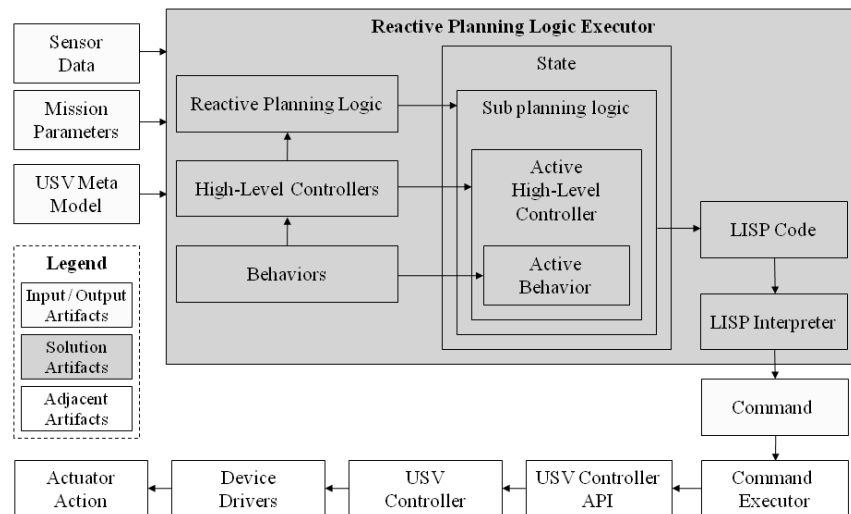 Reactive Planning Logic Executor
Sensor
Data
Mission
Parameters
USV Meta
Model
Reactive Planning Logic
High-Level Controllers
Behaviors
State
Sub planning logic
Active
High-Level
Controller
Active
Behavior
LISP Code
LISP Interpreter
Legend
Input / Output
Artifacts
Solution
Artifacts
Adjacent
Artifacts
Command
Actuator
Action
Device
Drivers
USV
Controller
USV Controller
API
Command
Executor